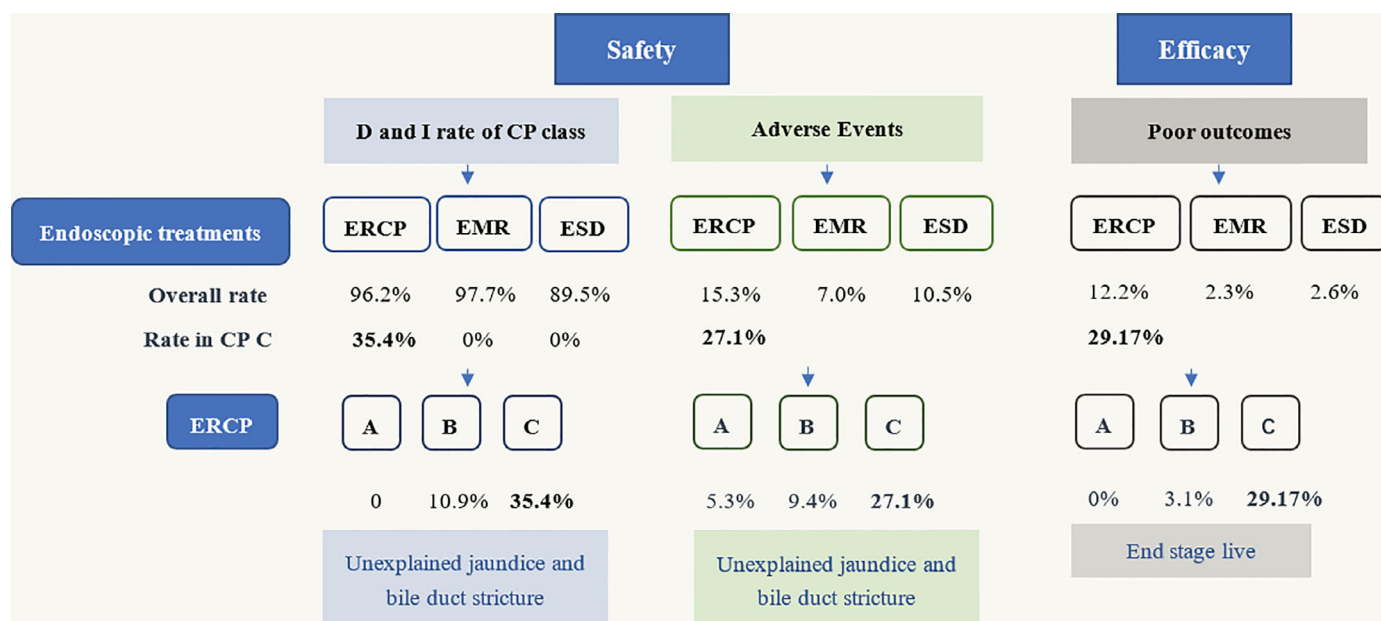 Safety
Efficacy
D and I rate of CP class
Adverse Events
Poor outcomes
Endoscopic treatments
ERCP EMR ESD
ERCP EMR ESD
ERCP EMR ESD
Overall rate 96.2% 97.7% 89.5% 15.3% 7.0% 10.5% 12.2% 2.3% 2.6%
Rate in CP C 35.4% 0% 0% 27.1% 29.17%
ERCP A B C A B C A B C
0 10.9% 35.4% 5.3% 9.4% 27.1% 0% 3.1% 29.17%
Unexplained jaundice and
bile duct stricture
Unexplained jaundice and
bile duct stricture
End stage live